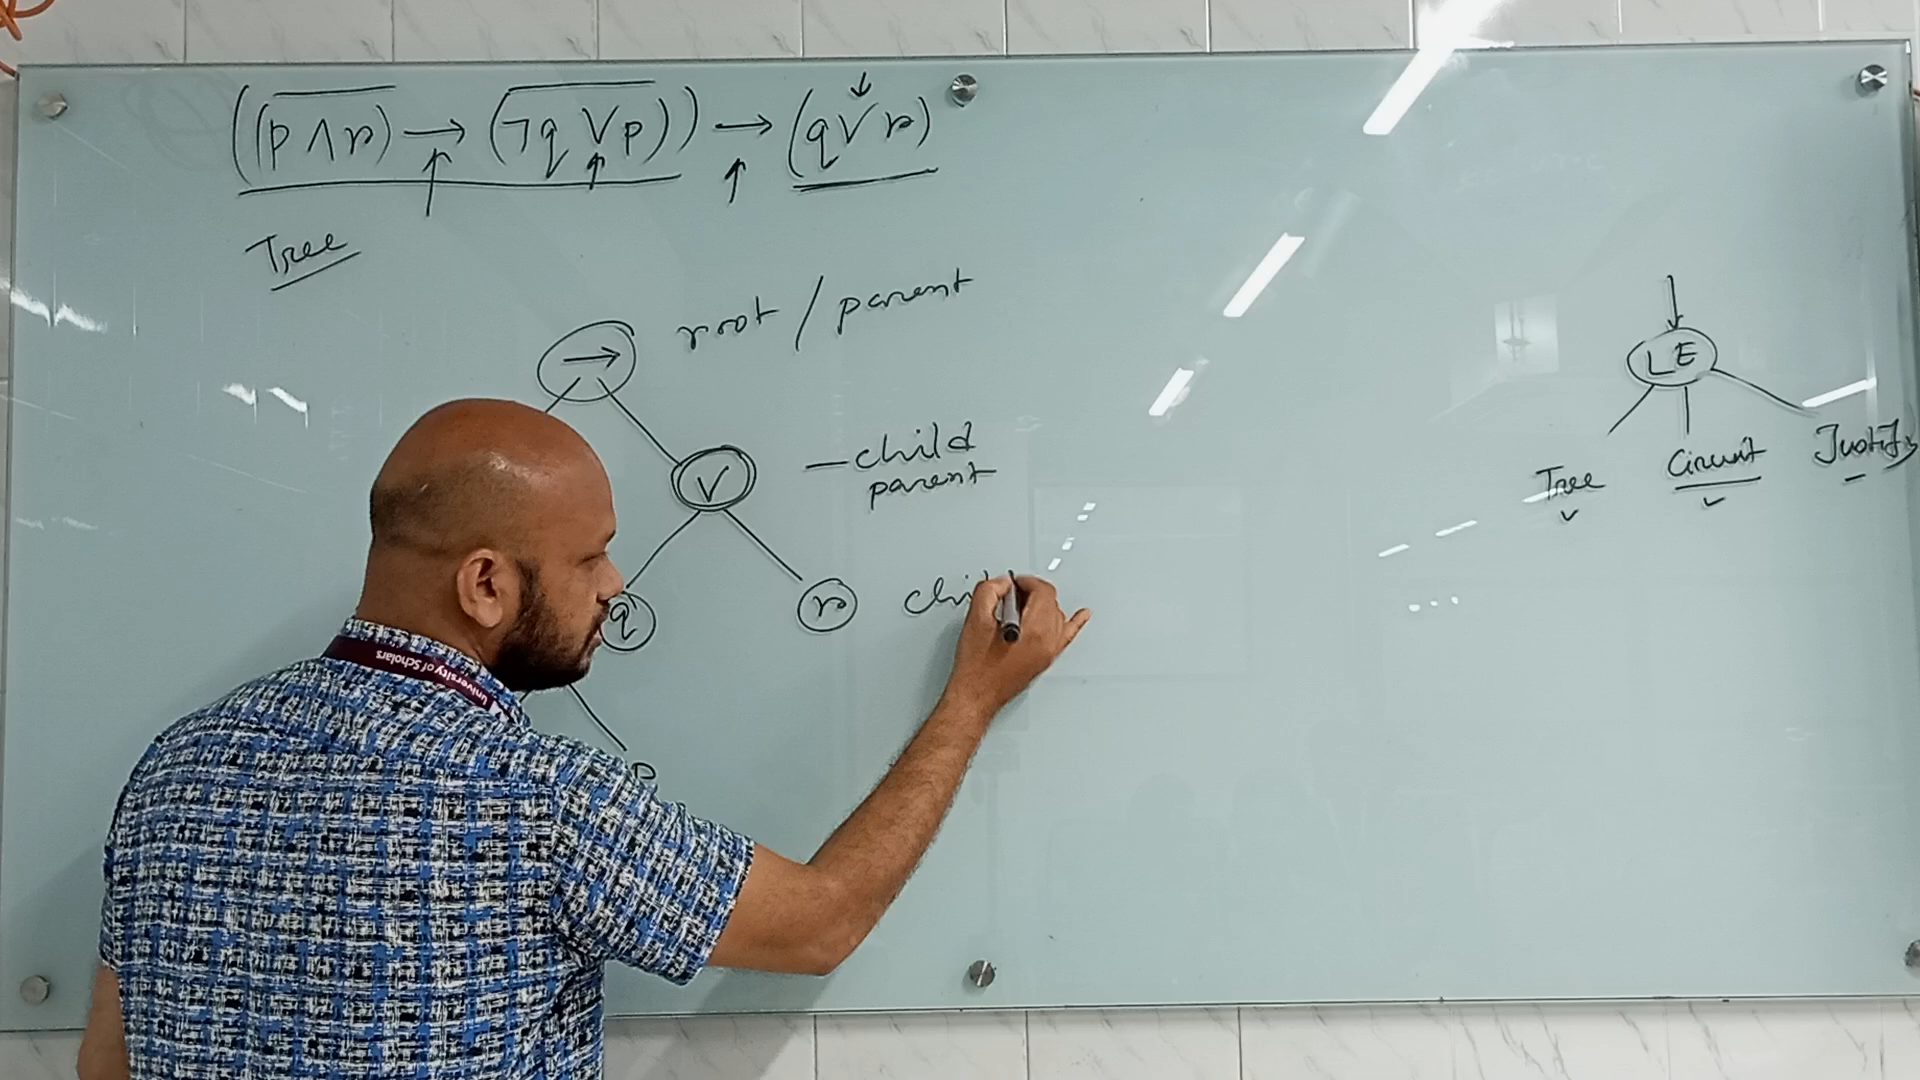 ((p ∧ r) → (¬q ∨ p)) → (q ∨ r)
Tree
→ root / parent
∨ — child
parent
q r chi
p
LE
Tree Circuit Justify
University of Scholars